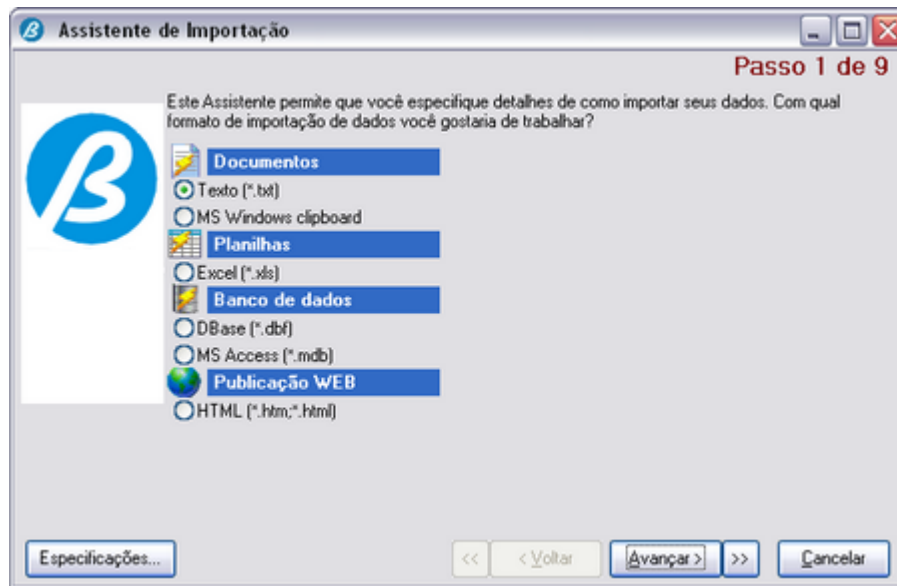 Assistente de Importação
Passo 1 de 9
Este Assistente permite que você especifique detalhes de como importar seus dados. Com qual
formato de importação de dados você gostaria de trabalhar?
Documentos
Texto (*.txt)
MS Windows clipboard
Planilhas
Excel (*.xls)
Banco de dados
DBase (*.dbf)
MS Access (*.mdb)
Publicação WEB
HTML (*.htm;*.html)
Especificações... << < Voltar Avançar > >> Cancelar